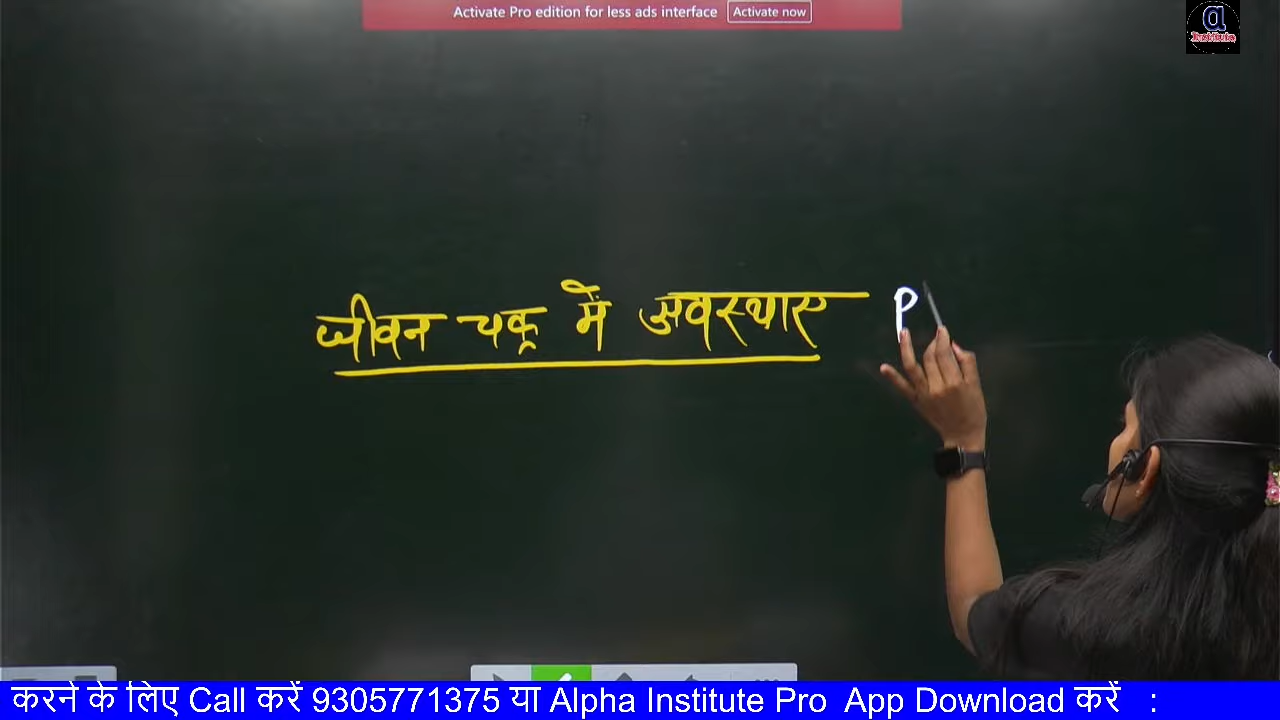 Activate Pro edition for less ads interface Activate now
α
Institute
जीवन चक्र में अवस्थाए P
करने के लिए Call करें 9305771375 या Alpha Institute Pro App Download करें :